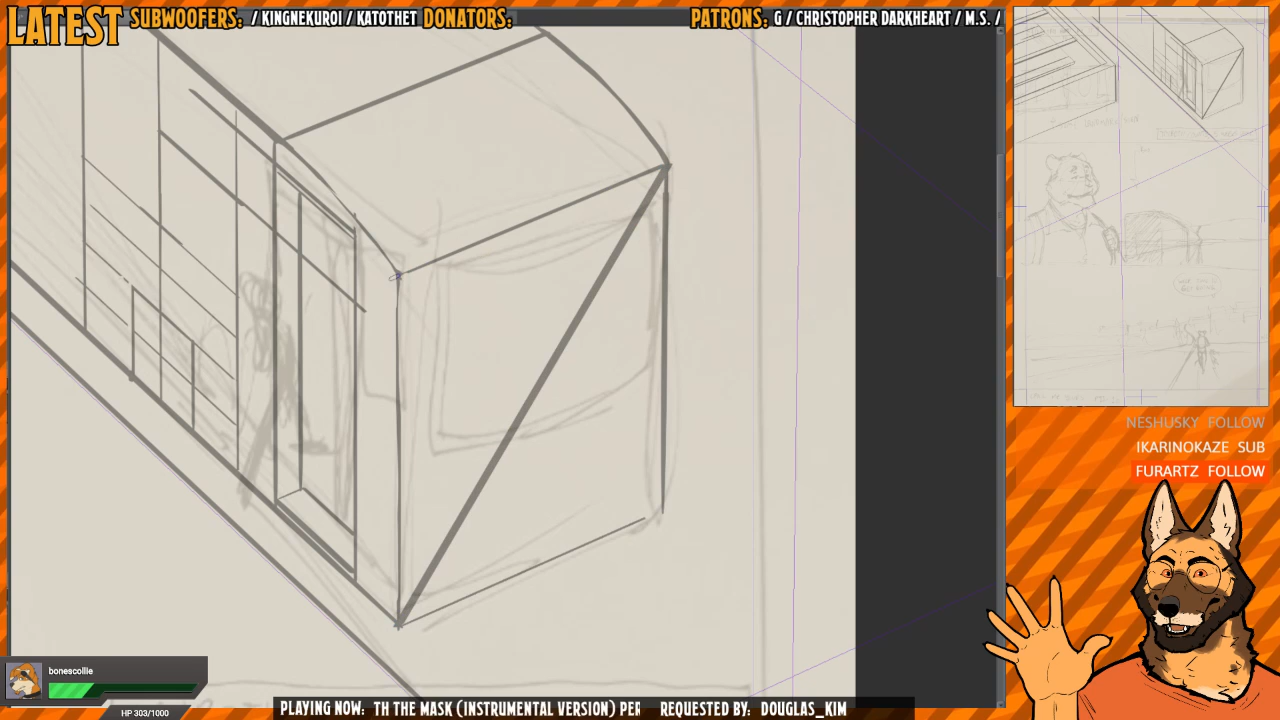 LATEST SUBWOOFERS: / KINGNEKUROI / KATOTHET DONATORS: PATRONS: G / CHRISTOPHER DARKHEART / M.S. /
NESHUSKY FOLLOW
IKARINOKAZE SUB
FURARTZ FOLLOW
bonescollie
HP 303/1000
PLAYING NOW: TH THE MASK (INSTRUMENTAL VERSION) PER REQUESTED BY: DOUGLAS_KIM